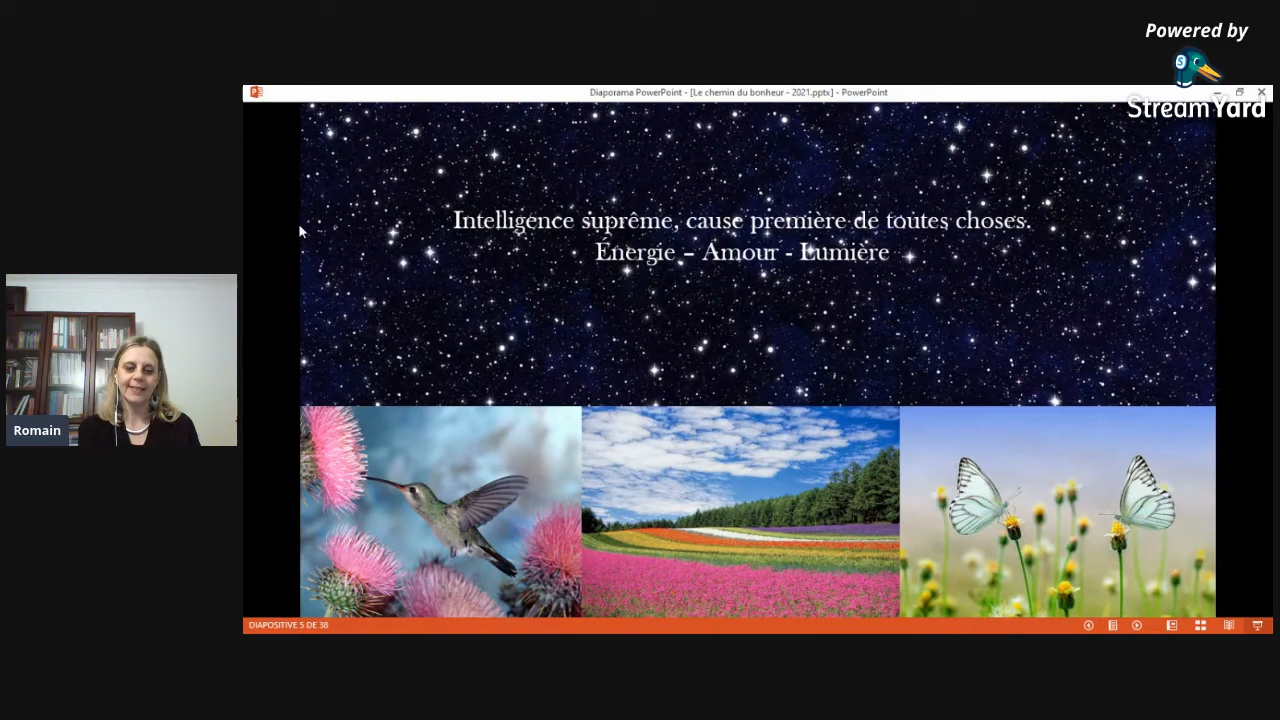 Powered by
StreamYard
Diaporama PowerPoint - [Le chemin du bonheur - 2021.pptx] - PowerPoint
Intelligence suprême, cause première de toutes choses.
Énergie – Amour - Lumière
Romain
DIAPOSITIVE 5 DE 38